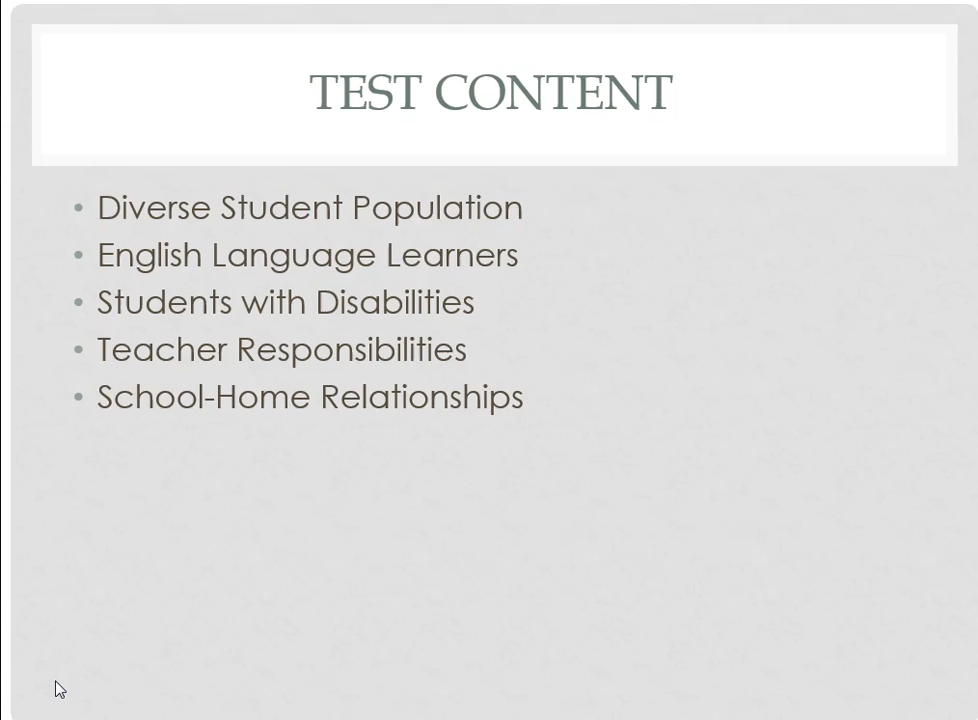 TEST CONTENT
• Diverse Student Population
• English Language Learners
• Students with Disabilities
• Teacher Responsibilities
• School-Home Relationships